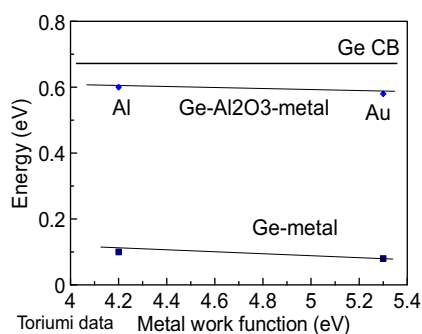 0.8
Ge CB
0.6
Al
Ge-Al2O3-metal
Au
Energy (eV)
0.4
0.2
Ge-metal
0
4 4.2 4.4 4.6 4.8 5 5.2 5.4
Toriumi data Metal work function (eV)